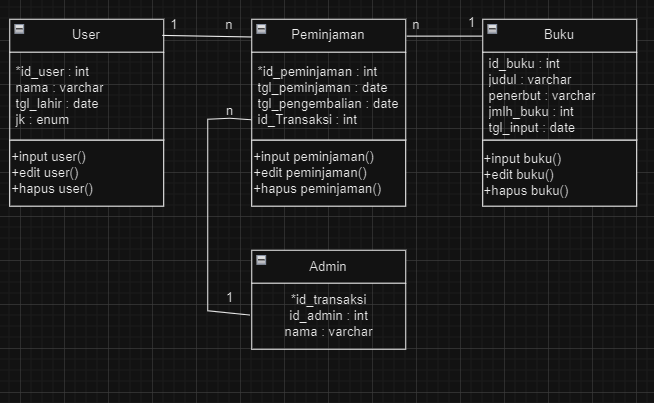 User
*id_user : int
nama : varchar
tgl_lahir : date
jk : enum
+input user()
+edit user()
+hapus user()
1
n
Peminjaman
*id_peminjaman : int
tgl_peminjaman : date
tgl_pengembalian : date
id_Transaksi : int
+input peminjaman()
+edit peminjaman()
+hapus peminjaman()
n
1
Buku
id_buku : int
judul : varchar
penerbut : varchar
jmlh_buku : int
tgl_input : date
+input buku()
+edit buku()
+hapus buku()
n
1
Admin
*id_transaksi
id_admin : int
nama : varchar